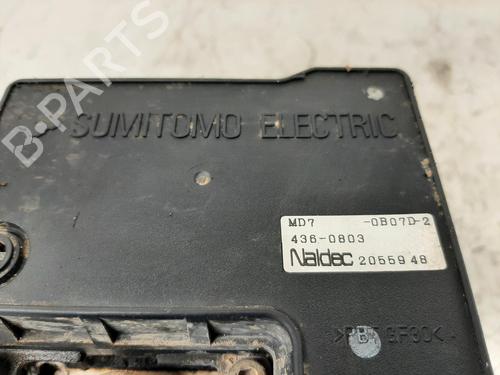 SUMITOMO ELECTRIC
MD7 -0B07D-2
436-0803
Naldec 2055948
>PBT GF30<
B-PARTS